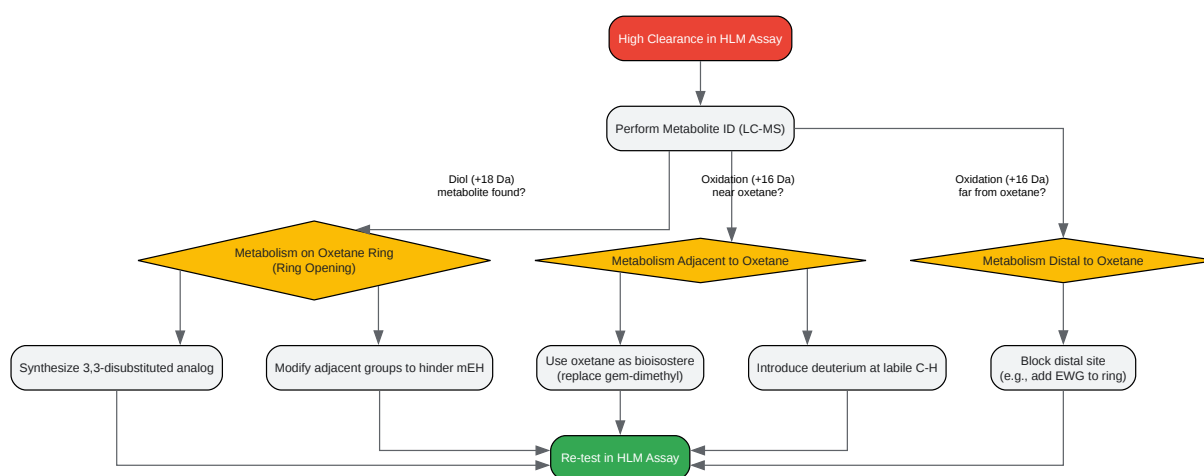 High Clearance in HLM Assay
Perform Metabolite ID (LC-MS)
Diol (+18 Da)
metabolite found?
Oxidation (+16 Da)
near oxetane?
Oxidation (+16 Da)
far from oxetane?
Metabolism on Oxetane Ring
(Ring Opening)
Metabolism Adjacent to Oxetane
Metabolism Distal to Oxetane
Synthesize 3,3-disubstituted analog
Modify adjacent groups to hinder mEH
Use oxetane as bioisostere
(replace gem-dimethyl)
Introduce deuterium at labile C-H
Block distal site
(e.g., add EWG to ring)
Re-test in HLM Assay